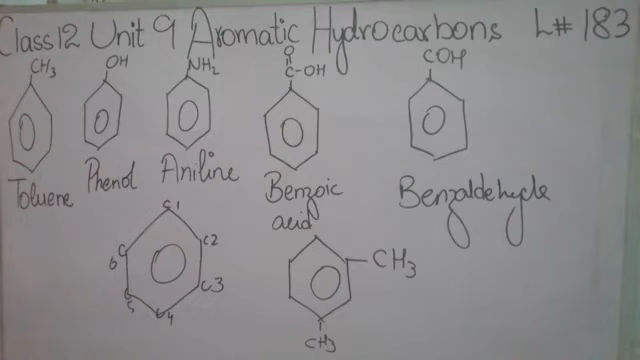 Class12 Unit 9 Aromatic Hydrocarbons L# 183
CH3 OH NH2 O COH
C-OH
Toluene Phenol Aniline Benzoic acid Benzaldehyde
C1
C2
6 C
C3
5
C4
CH3
CH3